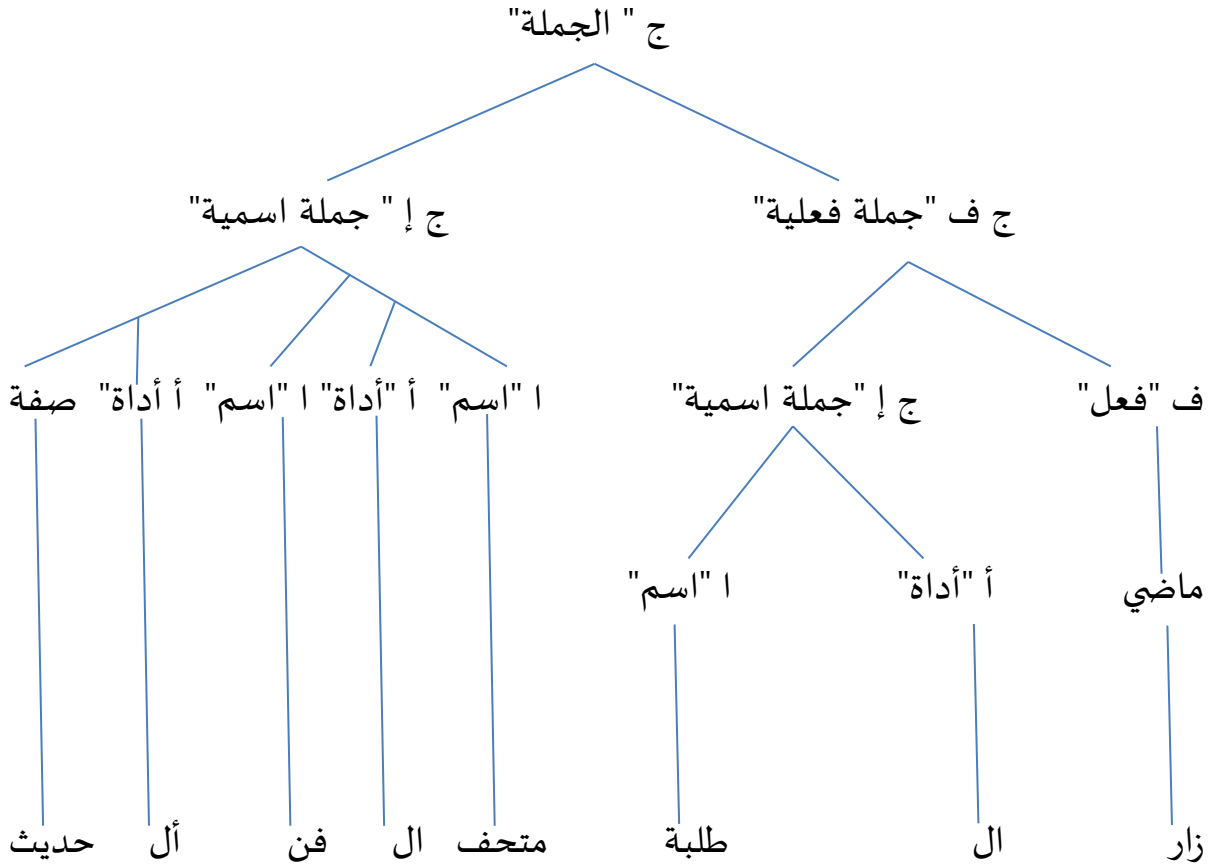 ج " الجملة"
ج ف "جملة فعلية" ج إ " جملة اسمية"
ف "فعل" ج إ "جملة اسمية" ا "اسم" أ "أداة" ا "اسم" أ أداة" صفة
ماضي أ "أداة" ا "اسم"
زار ال طلبة متحف ال فن أل حديث